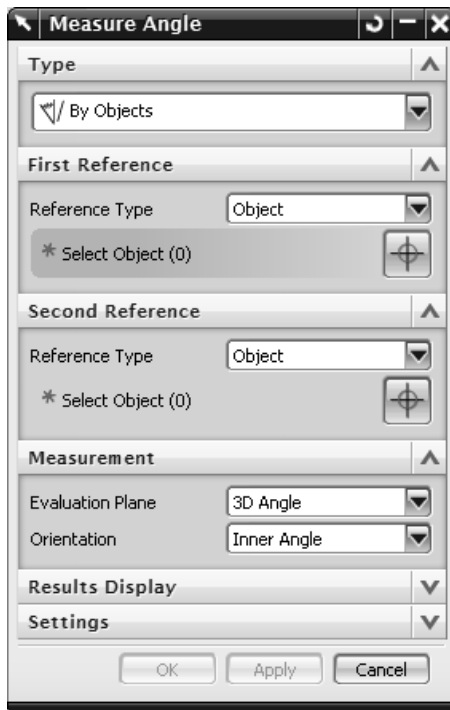 Measure Angle
Type
By Objects
First Reference
Reference Type Object
* Select Object (0)
Second Reference
Reference Type Object
* Select Object (0)
Measurement
Evaluation Plane 3D Angle
Orientation Inner Angle
Results Display
Settings
OK Apply Cancel